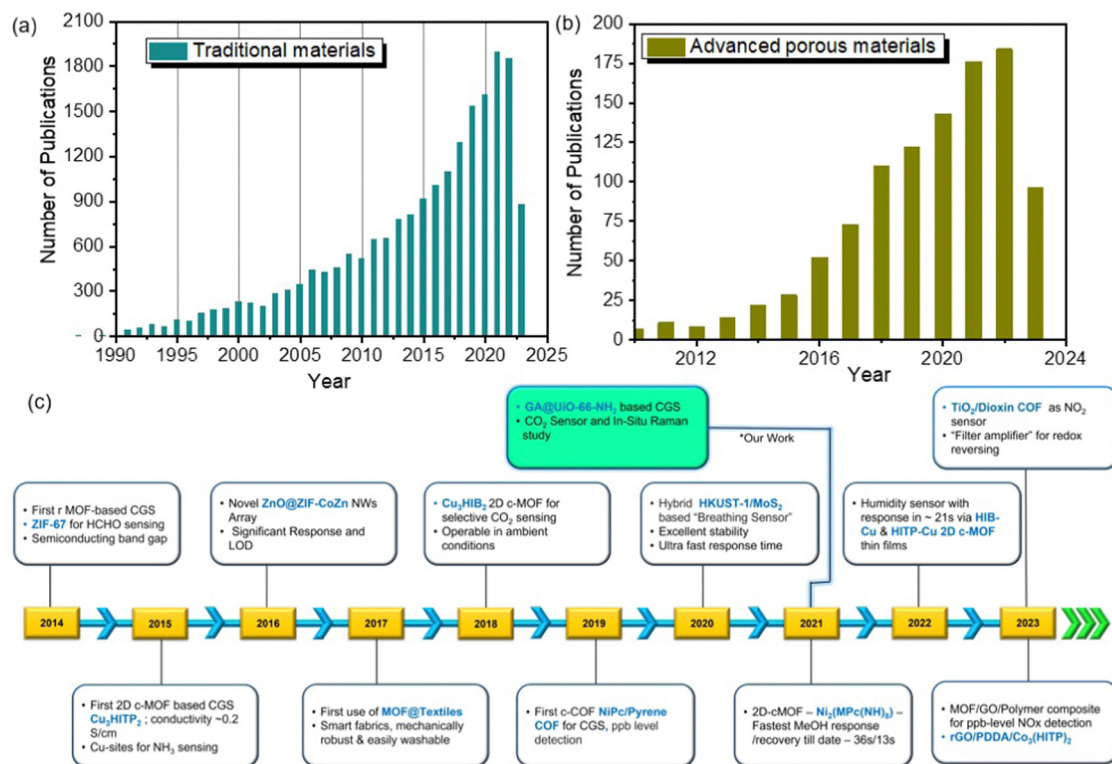 (a)
Traditional materials
Number of Publications
2100
1800
1500
1200
900
600
300
0
1990
1995
2000
2005
2010
2015
2020
2025
Year
(b)
Advanced porous materials
Number of Publications
200
175
150
125
100
75
50
25
0
2012
2016
2020
2024
Year
(c)
• GA@UiO-66-NH₂ based CGS
• CO₂ Sensor and In-Situ Raman
study
*Our Work
• TiO₂/Dioxin COF as NO₂
sensor
• "Filter amplifier" for redox
reversing
• First r MOF-based CGS
• ZIF-67 for HCHO sensing
• Semiconducting band gap
• Novel ZnO@ZIF-CoZn NWs
Array
• Significant Response and
LOD
• Cu₃HIB₂ 2D c-MOF for
selective CO₂ sensing
• Operable in ambient
conditions
• Hybrid HKUST-1/MoS₂
based "Breathing Sensor"
• Excellent stability
• Ultra fast response time
• Humidity sensor with
response in ~ 21s via HIB-
Cu & HITP-Cu 2D c-MOF
thin films
2014
2015
2016
2017
2018
2019
2020
2021
2022
2023
• First 2D c-MOF based CGS
Cu₃HITP₂ ; conductivity ~0.2
S/cm
• Cu-sites for NH₃ sensing
• First use of MOF@Textiles
• Smart fabrics, mechanically
robust & easily washable
• First c-COF NiPc/Pyrene
COF for CGS, ppb level
detection
• 2D-cMOF – Ni₂(MPc(NH)₈) –
Fastest MeOH response
/recovery till date – 36s/13s
• MOF/GO/Polymer composite
for ppb-level NOx detection
• rGO/PDDA/Co₃(HITP)₂